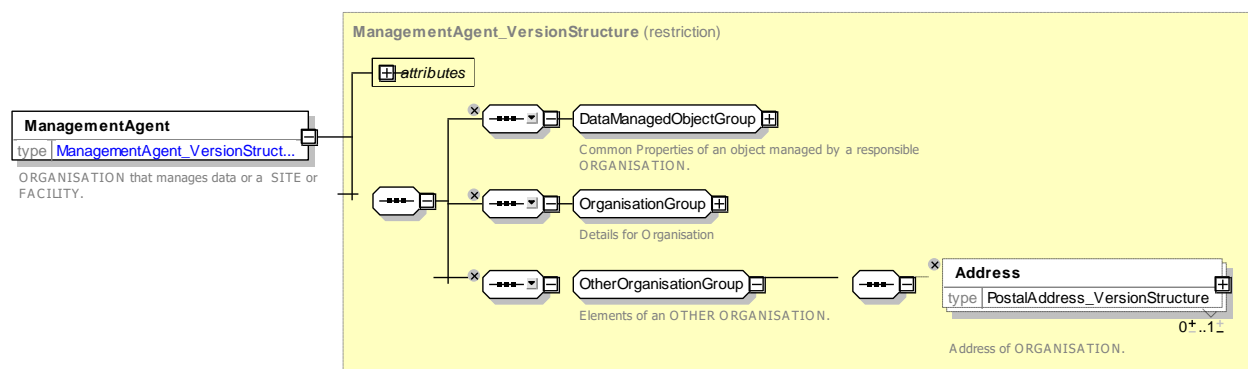 ManagementAgent_VersionStructure (restriction)
attributes
ManagementAgent
type ManagementAgent_VersionStruct...
ORGANISATION that manages data or a SITE or
FACILITY.
DataManagedObjectGroup
Common Properties of an object managed by a responsible
ORGANISATION.
OrganisationGroup
Details for Organisation
OtherOrganisationGroup
Elements of an OTHER ORGANISATION.
Address
type PostalAddress_VersionStructure
0..1
Address of ORGANISATION.